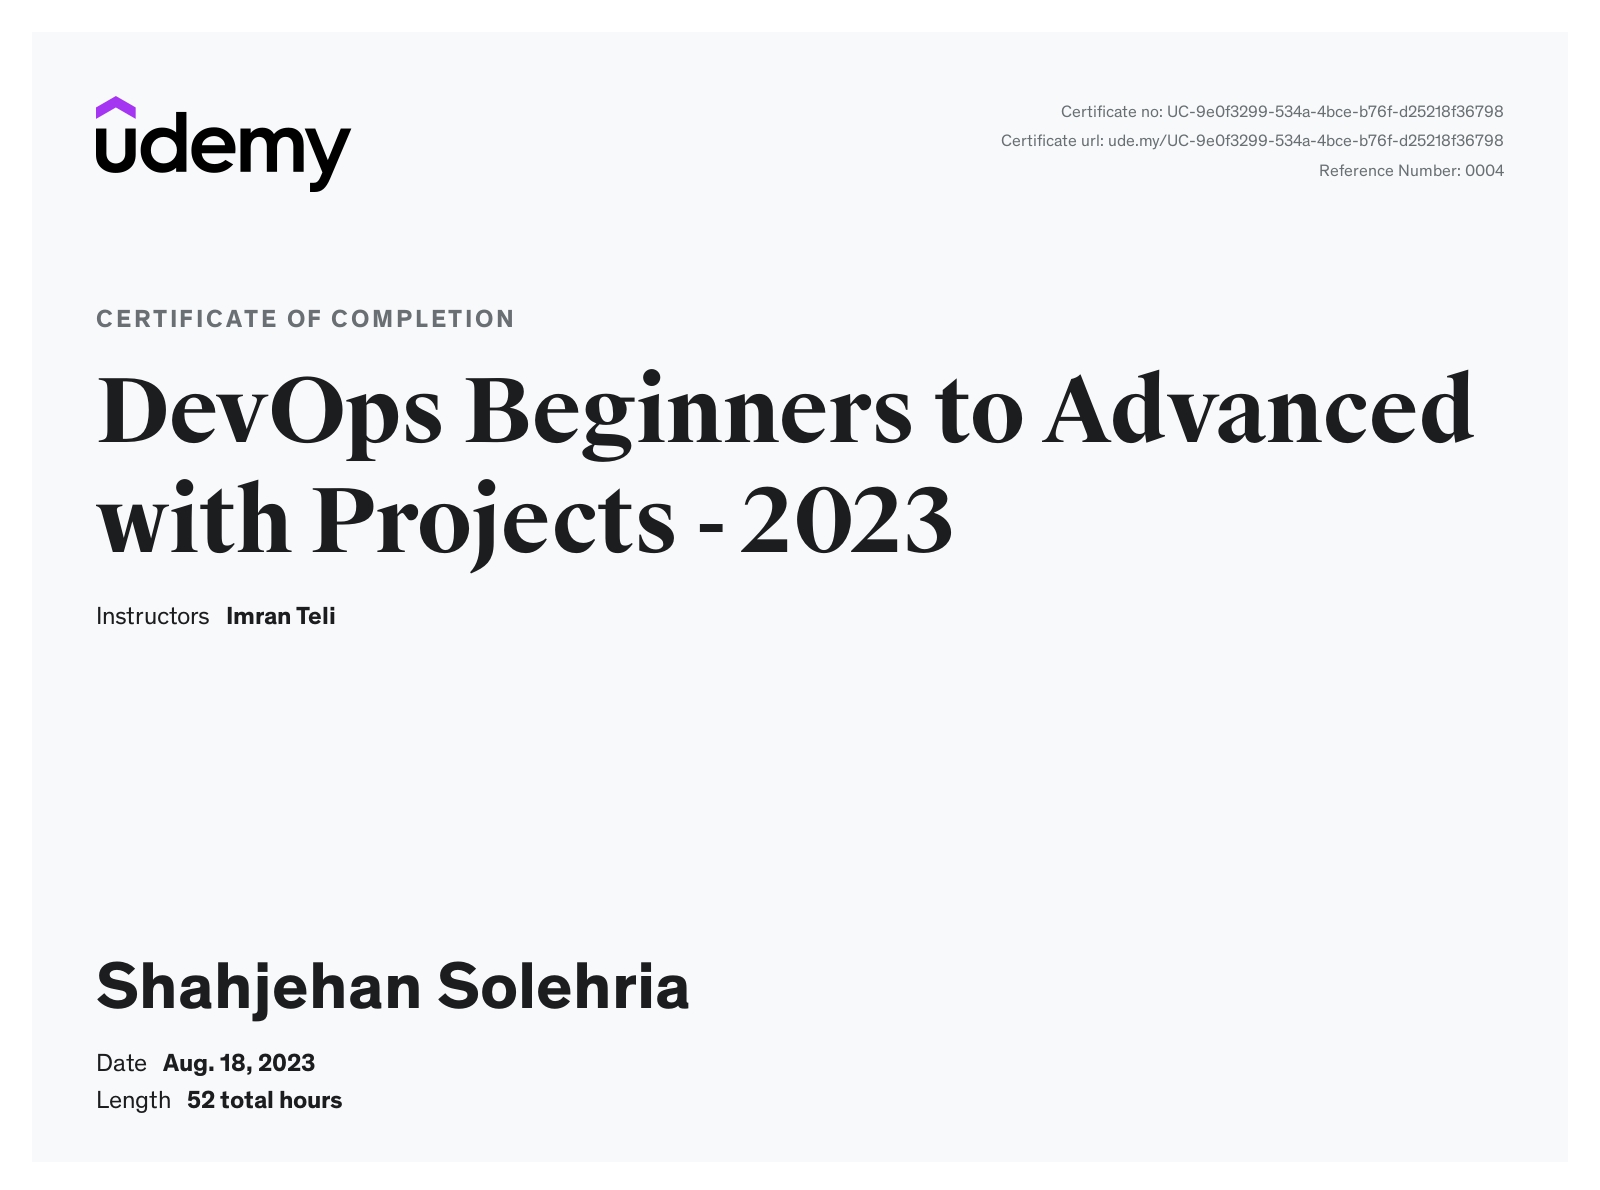 udemy
Certificate no: UC-9e0f3299-534a-4bce-b76f-d25218f36798
Certificate url: ude.my/UC-9e0f3299-534a-4bce-b76f-d25218f36798
Reference Number: 0004
CERTIFICATE OF COMPLETION
DevOps Beginners to Advanced
with Projects - 2023
Instructors Imran Teli
Shahjehan Solehria
Date Aug. 18, 2023
Length 52 total hours